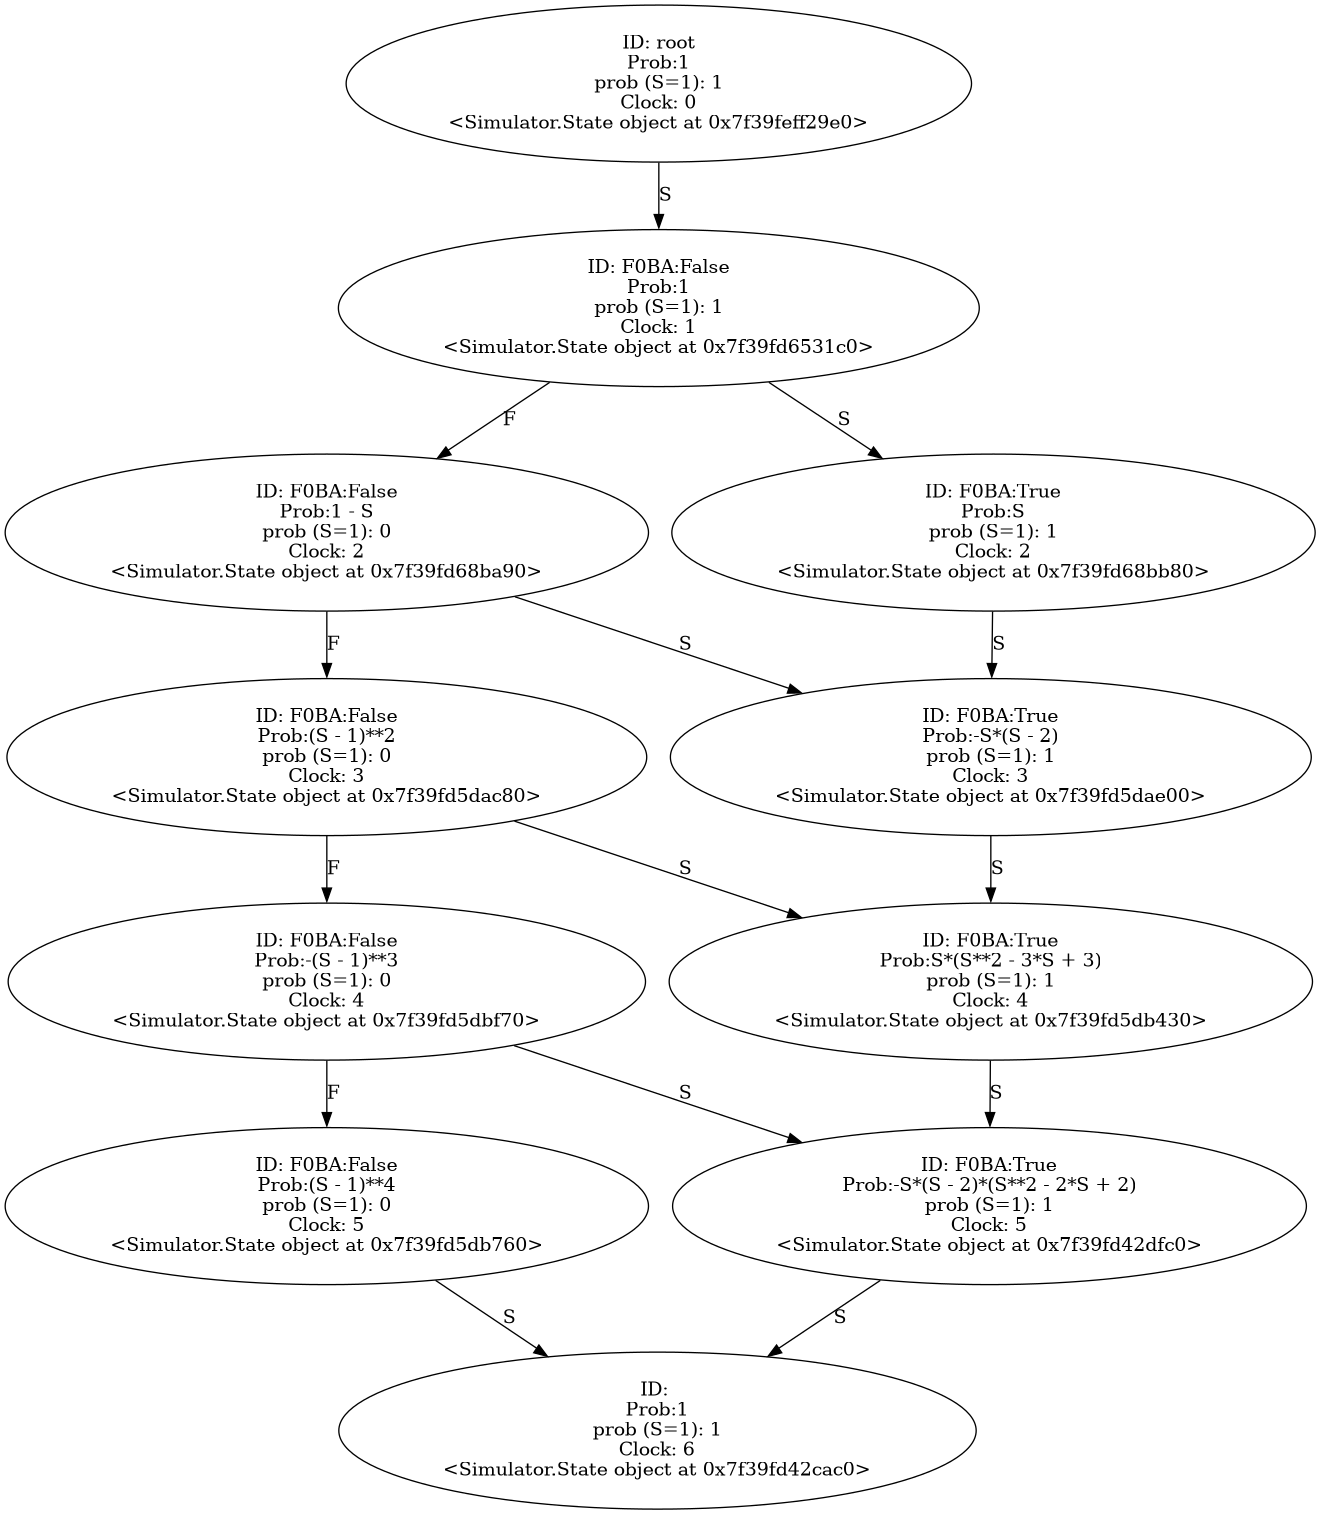 ID: root
Prob:1
prob (S=1): 1
Clock: 0
<Simulator.State object at 0x7f39feff29e0>
S
ID: F0BA:False
Prob:1
prob (S=1): 1
Clock: 1
<Simulator.State object at 0x7f39fd6531c0>
F
S
ID: F0BA:False
Prob:1 - S
prob (S=1): 0
Clock: 2
<Simulator.State object at 0x7f39fd68ba90>
ID: F0BA:True
Prob:S
prob (S=1): 1
Clock: 2
<Simulator.State object at 0x7f39fd68bb80>
F
S
S
ID: F0BA:False
Prob:(S - 1)**2
prob (S=1): 0
Clock: 3
<Simulator.State object at 0x7f39fd5dac80>
ID: F0BA:True
Prob:-S*(S - 2)
prob (S=1): 1
Clock: 3
<Simulator.State object at 0x7f39fd5dae00>
F
S
S
ID: F0BA:False
Prob:-(S - 1)**3
prob (S=1): 0
Clock: 4
<Simulator.State object at 0x7f39fd5dbf70>
ID: F0BA:True
Prob:S*(S**2 - 3*S + 3)
prob (S=1): 1
Clock: 4
<Simulator.State object at 0x7f39fd5db430>
F
S
S
ID: F0BA:False
Prob:(S - 1)**4
prob (S=1): 0
Clock: 5
<Simulator.State object at 0x7f39fd5db760>
ID: F0BA:True
Prob:-S*(S - 2)*(S**2 - 2*S + 2)
prob (S=1): 1
Clock: 5
<Simulator.State object at 0x7f39fd42dfc0>
S
S
ID:
Prob:1
prob (S=1): 1
Clock: 6
<Simulator.State object at 0x7f39fd42cac0>